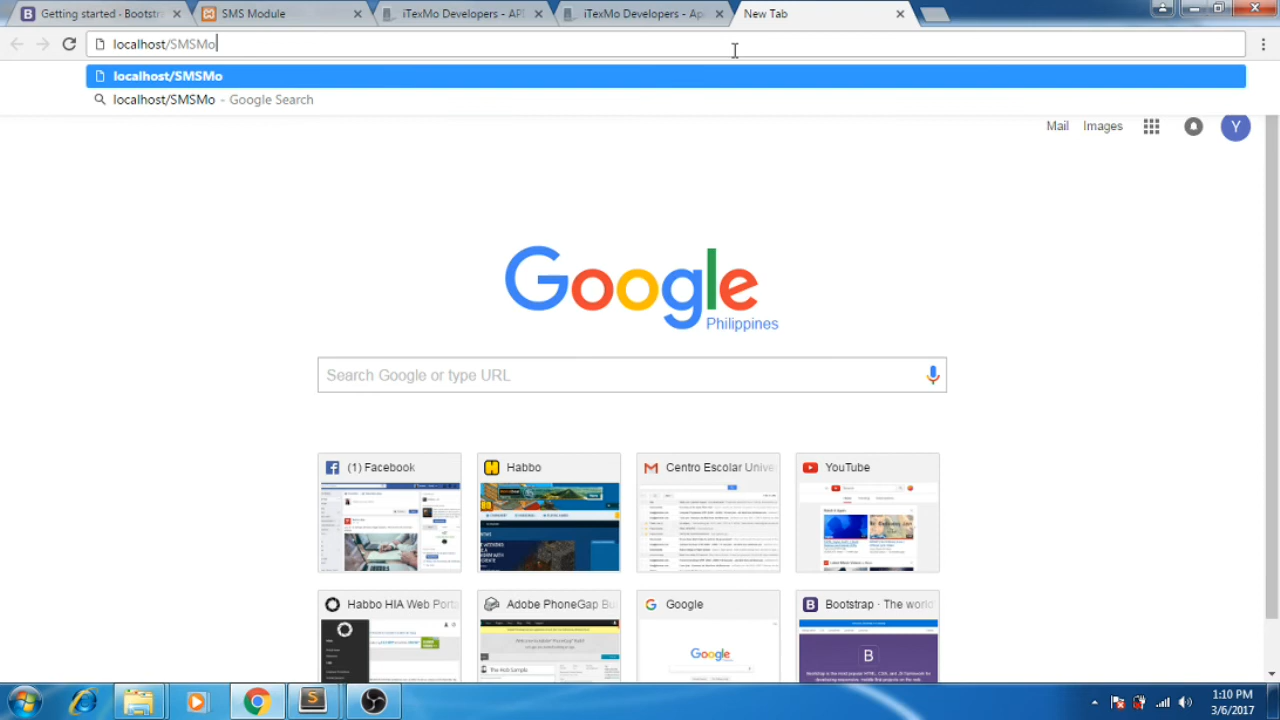 Getting started - Bootstr
SMS Module
iTexMo Developers - API
iTexMo Developers - Ap
New Tab
localhost/SMSMo
localhost/SMSMo
localhost/SMSMo - Google Search
Mail
Images
Y
Google
Philippines
Search Google or type URL
(1) Facebook
Habbo
Centro Escolar Unive
YouTube
Habbo HIA Web Port
Adobe PhoneGap Bu
Google
Bootstrap · The world
Google
B
1:10 PM
3/6/2017